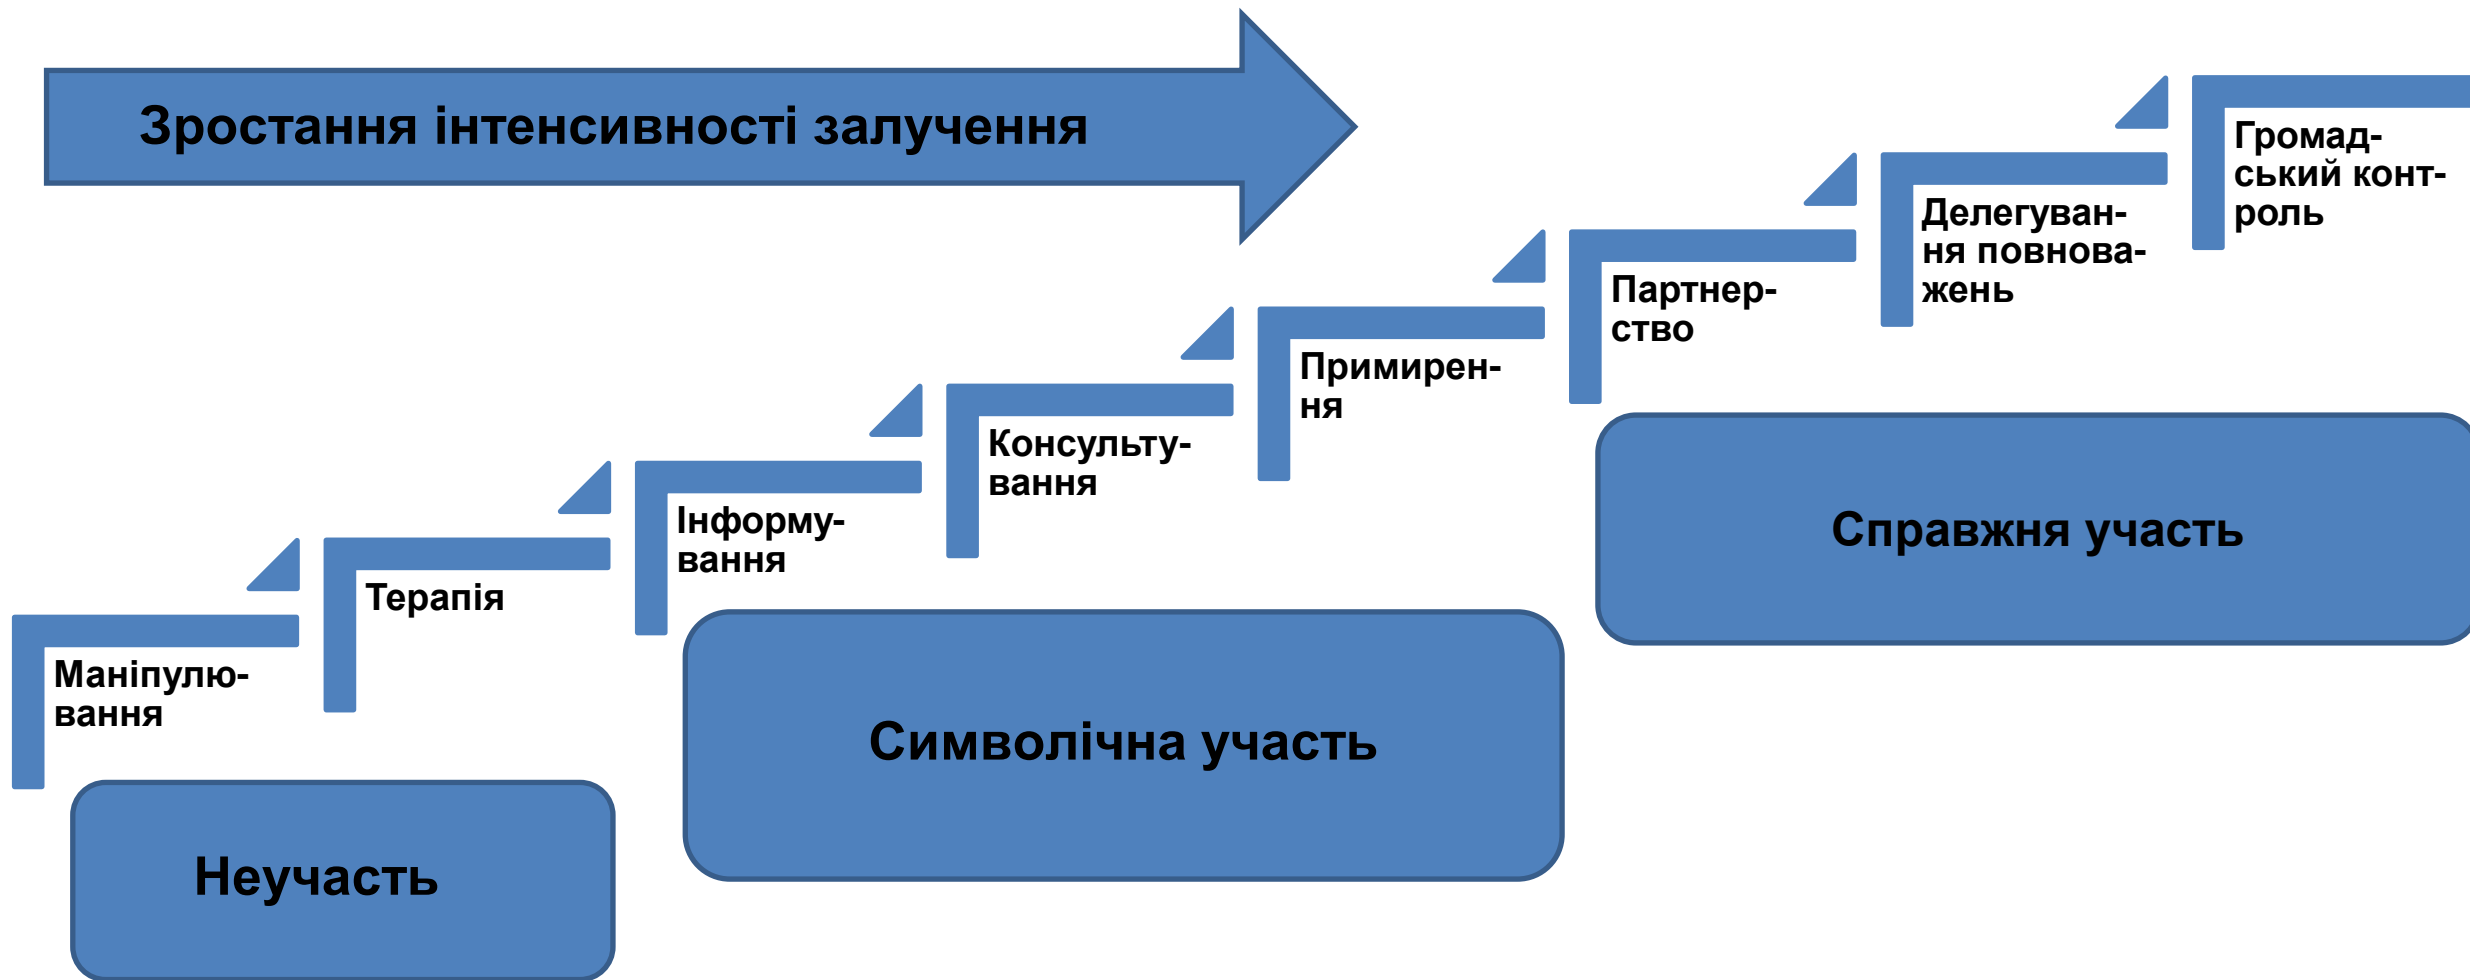 Зростання інтенсивності залучення
Маніпулю-
вання
Терапія
Інформу-
вання
Консульту-
вання
Примирен-
ня
Партнер-
ство
Делегуван-
ня повнова-
жень
Громад-
ський конт-
роль
Неучасть
Символічна участь
Справжня участь